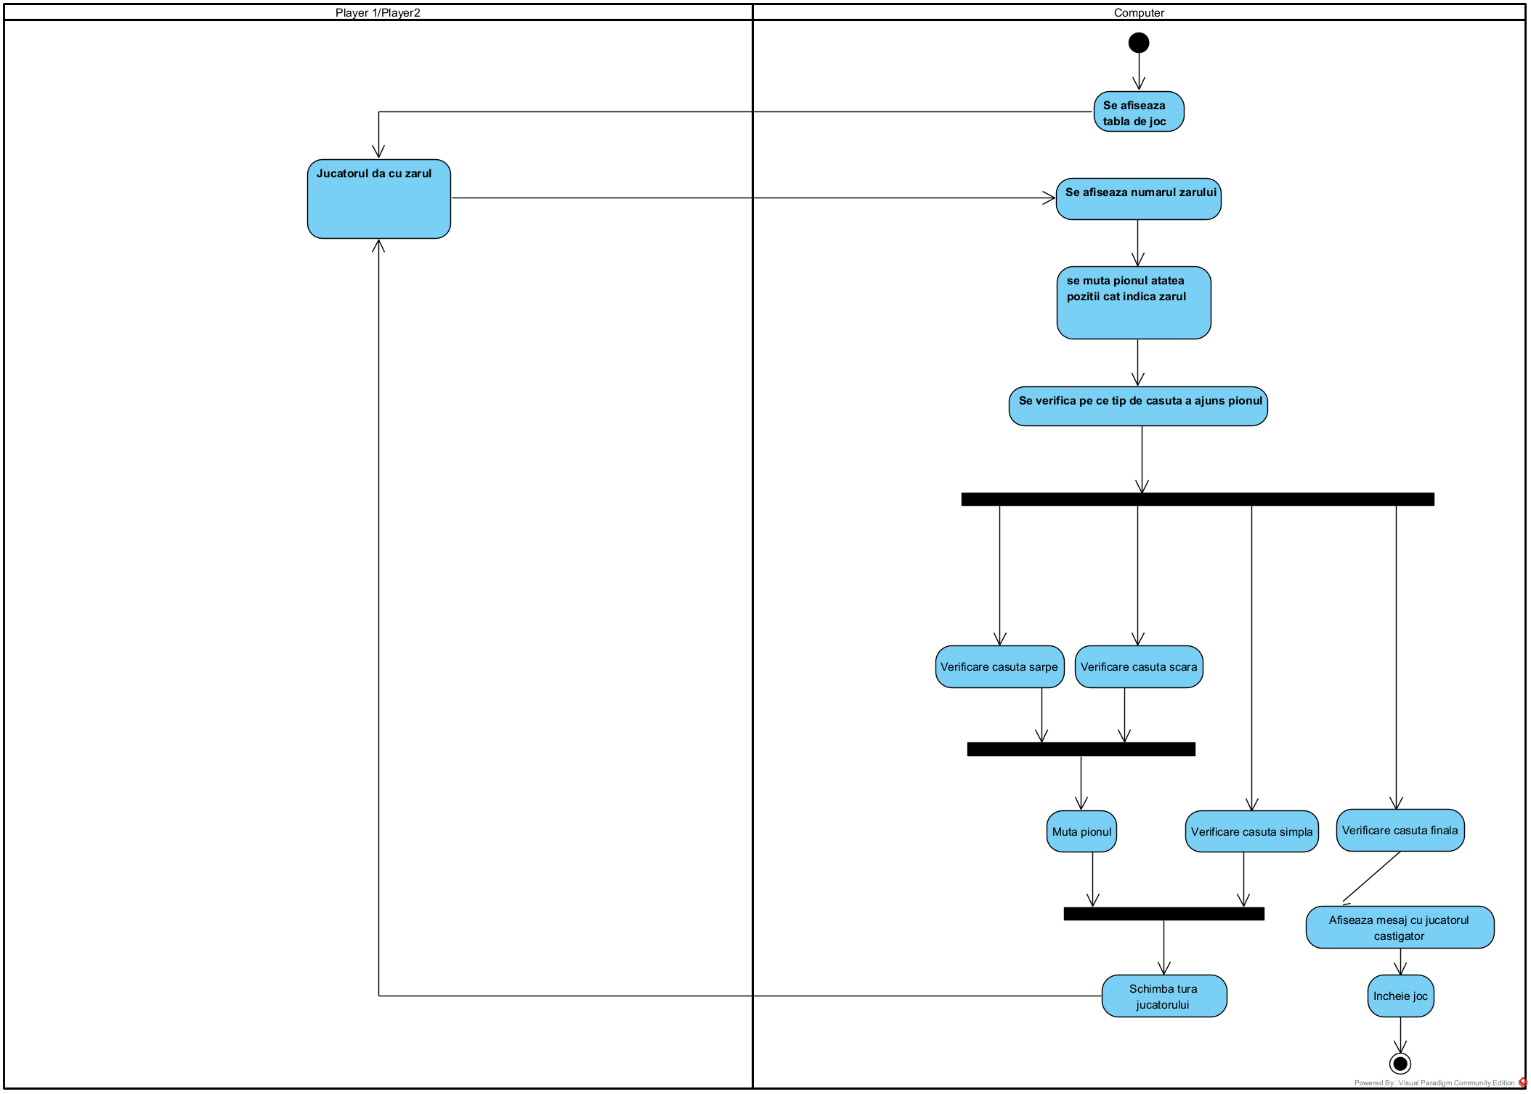 Player 1/Player2
Computer
Se afiseaza
tabla de joc
Jucatorul da cu zarul
Se afiseaza numarul zarului
se muta pionul atatea
pozitii cat indica zarul
Se verifica pe ce tip de casuta a ajuns pionul
Verificare casuta sarpe
Verificare casuta scara
Muta pionul
Verificare casuta simpla
Verificare casuta finala
Afiseaza mesaj cu jucatorul
castigator
Schimba tura
jucatorului
Incheie joc
Powered By: Visual Paradigm Community Edition